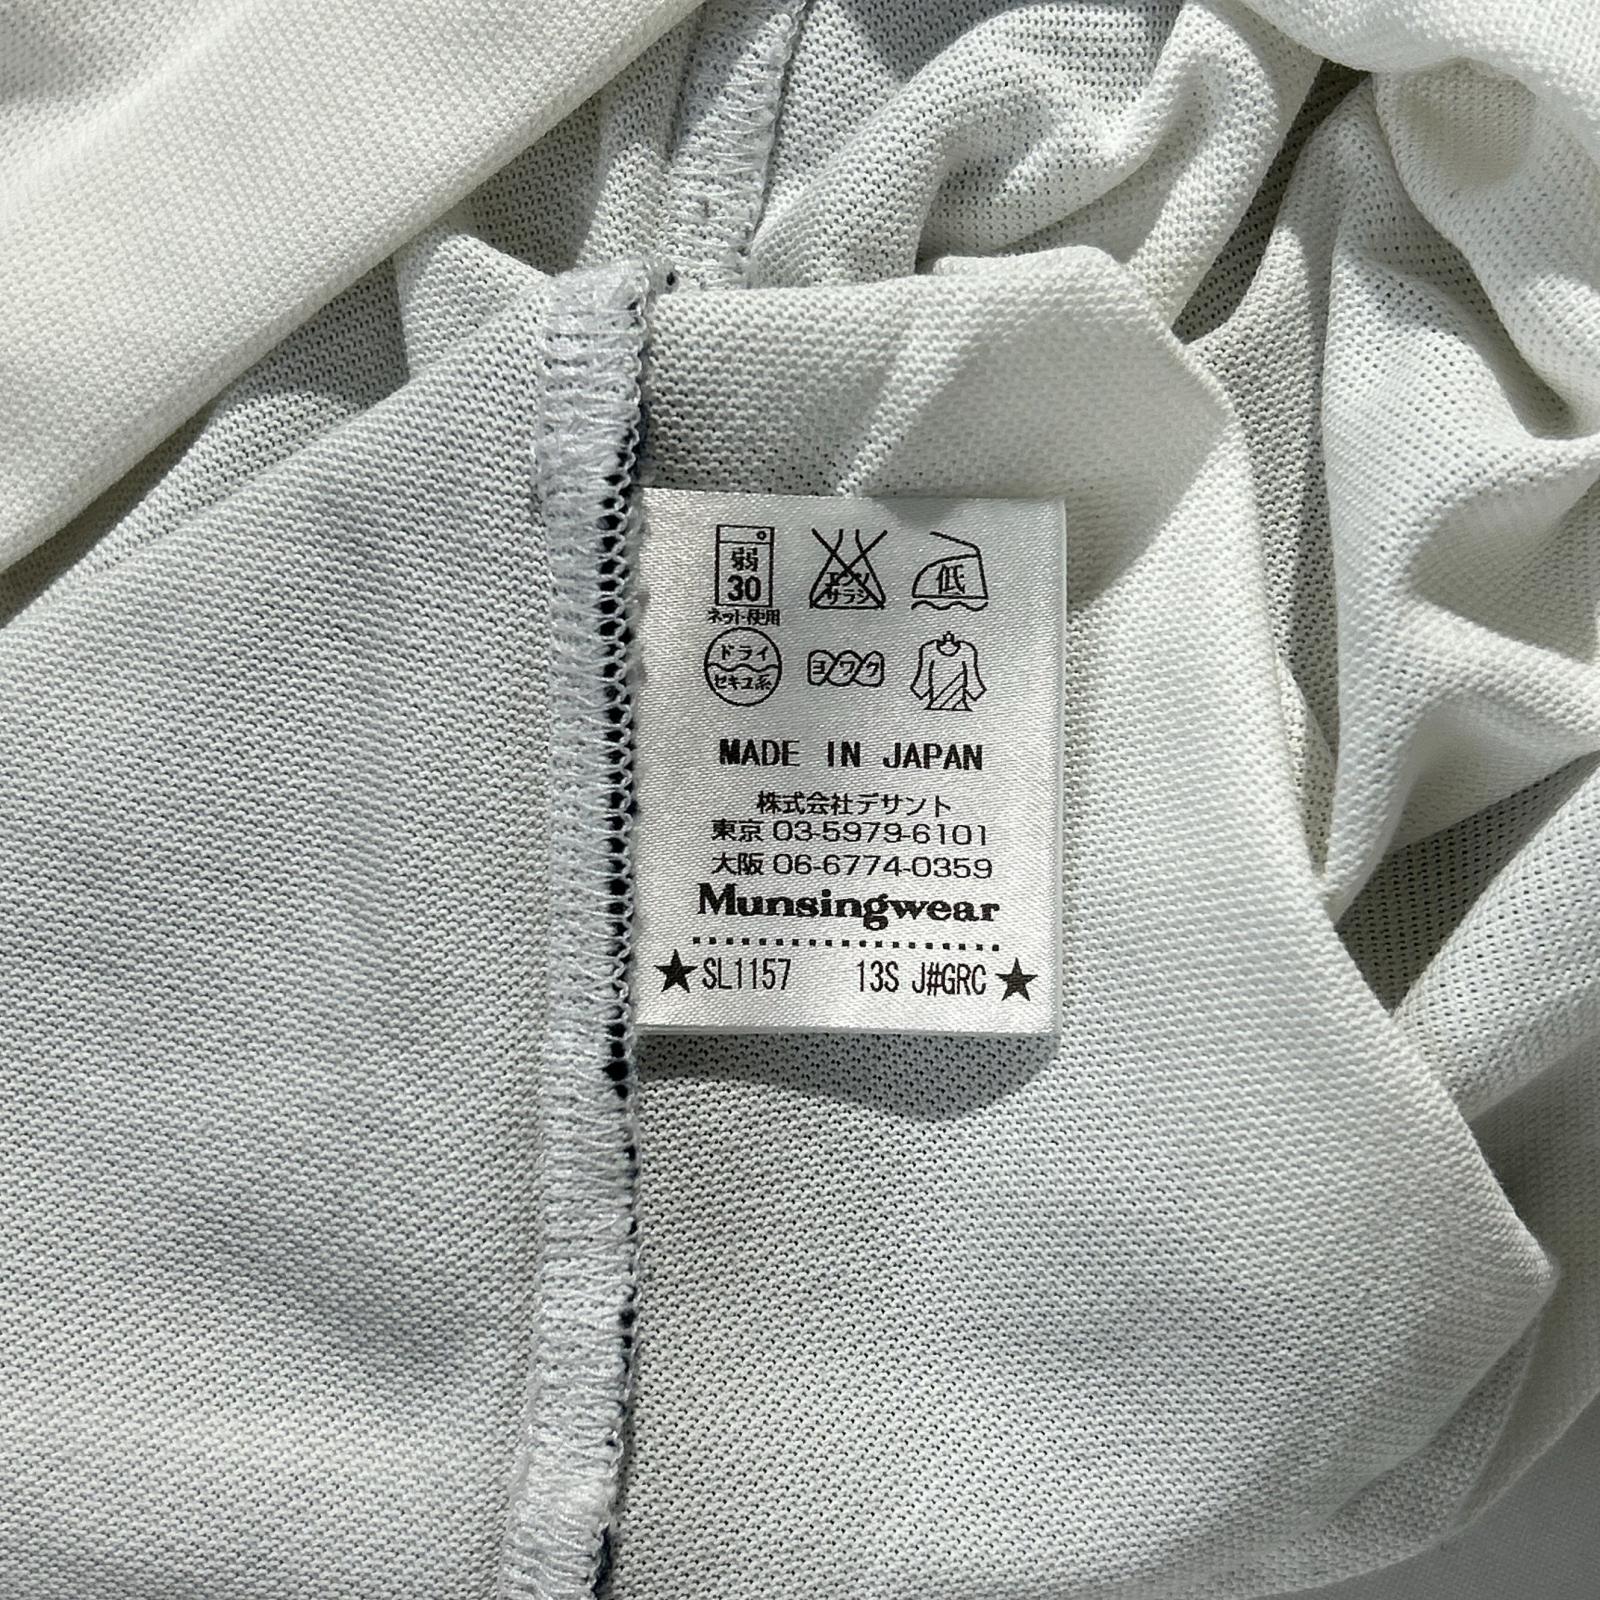 弱
30
ネット使用
エンソ
サラシ
低
ドライ
セキユ系
ヨワク
MADE IN JAPAN
株式会社デサント
東京 03-5979-6101
大阪 06-6774-0359
Munsingwear
★SL1157 13S J#GRC★